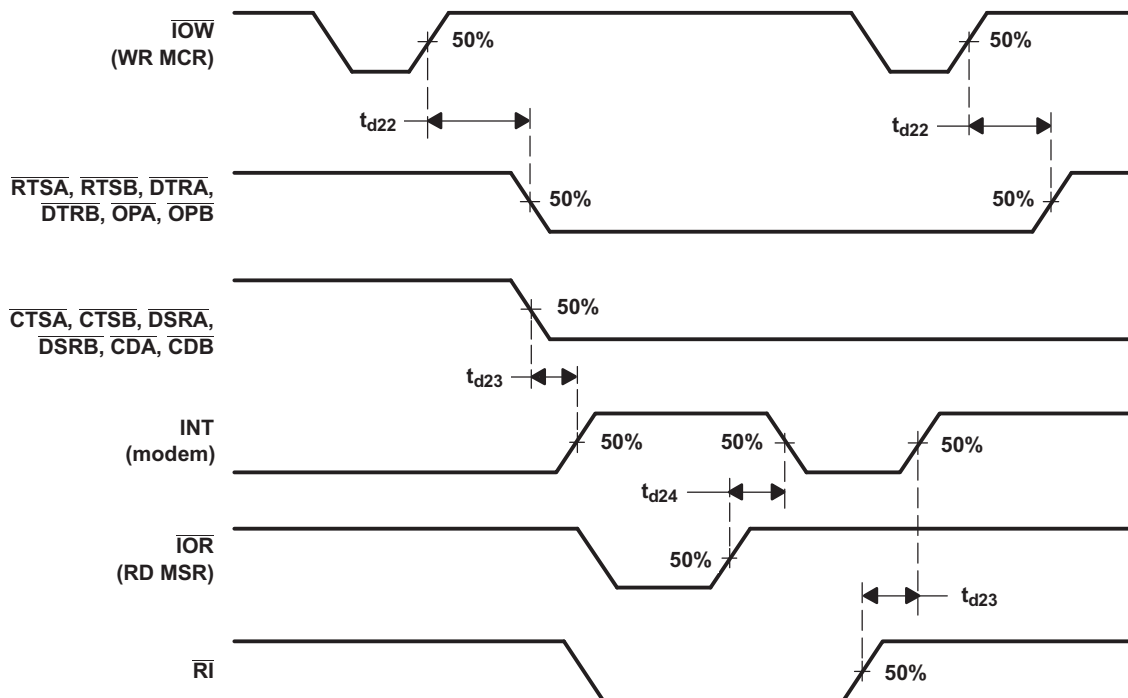 IOW
(WR MCR)
50%
50%
td22
td22
RTSA, RTSB, DTRA,
DTRB, OPA, OPB
50%
50%
CTSA, CTSB, DSRA,
DSRB, CDA, CDB
50%
td23
INT
(modem)
50%
50%
50%
td24
IOR
(RD MSR)
50%
td23
RI
50%